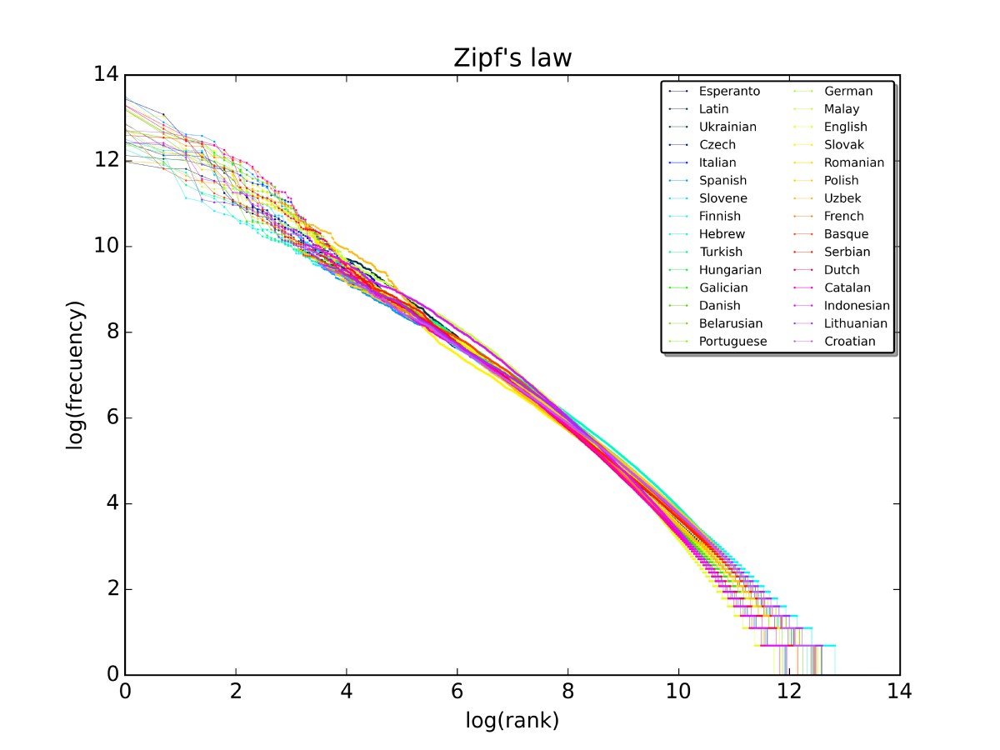 Zipf's law
14
12
10
8
6
4
2
0
log(frecuency)
0 2 4 6 8 10 12 14
log(rank)
Esperanto
Latin
Ukrainian
Czech
Italian
Spanish
Slovene
Finnish
Hebrew
Turkish
Hungarian
Galician
Danish
Belarusian
Portuguese
German
Malay
English
Slovak
Romanian
Polish
Uzbek
French
Basque
Serbian
Dutch
Catalan
Indonesian
Lithuanian
Croatian